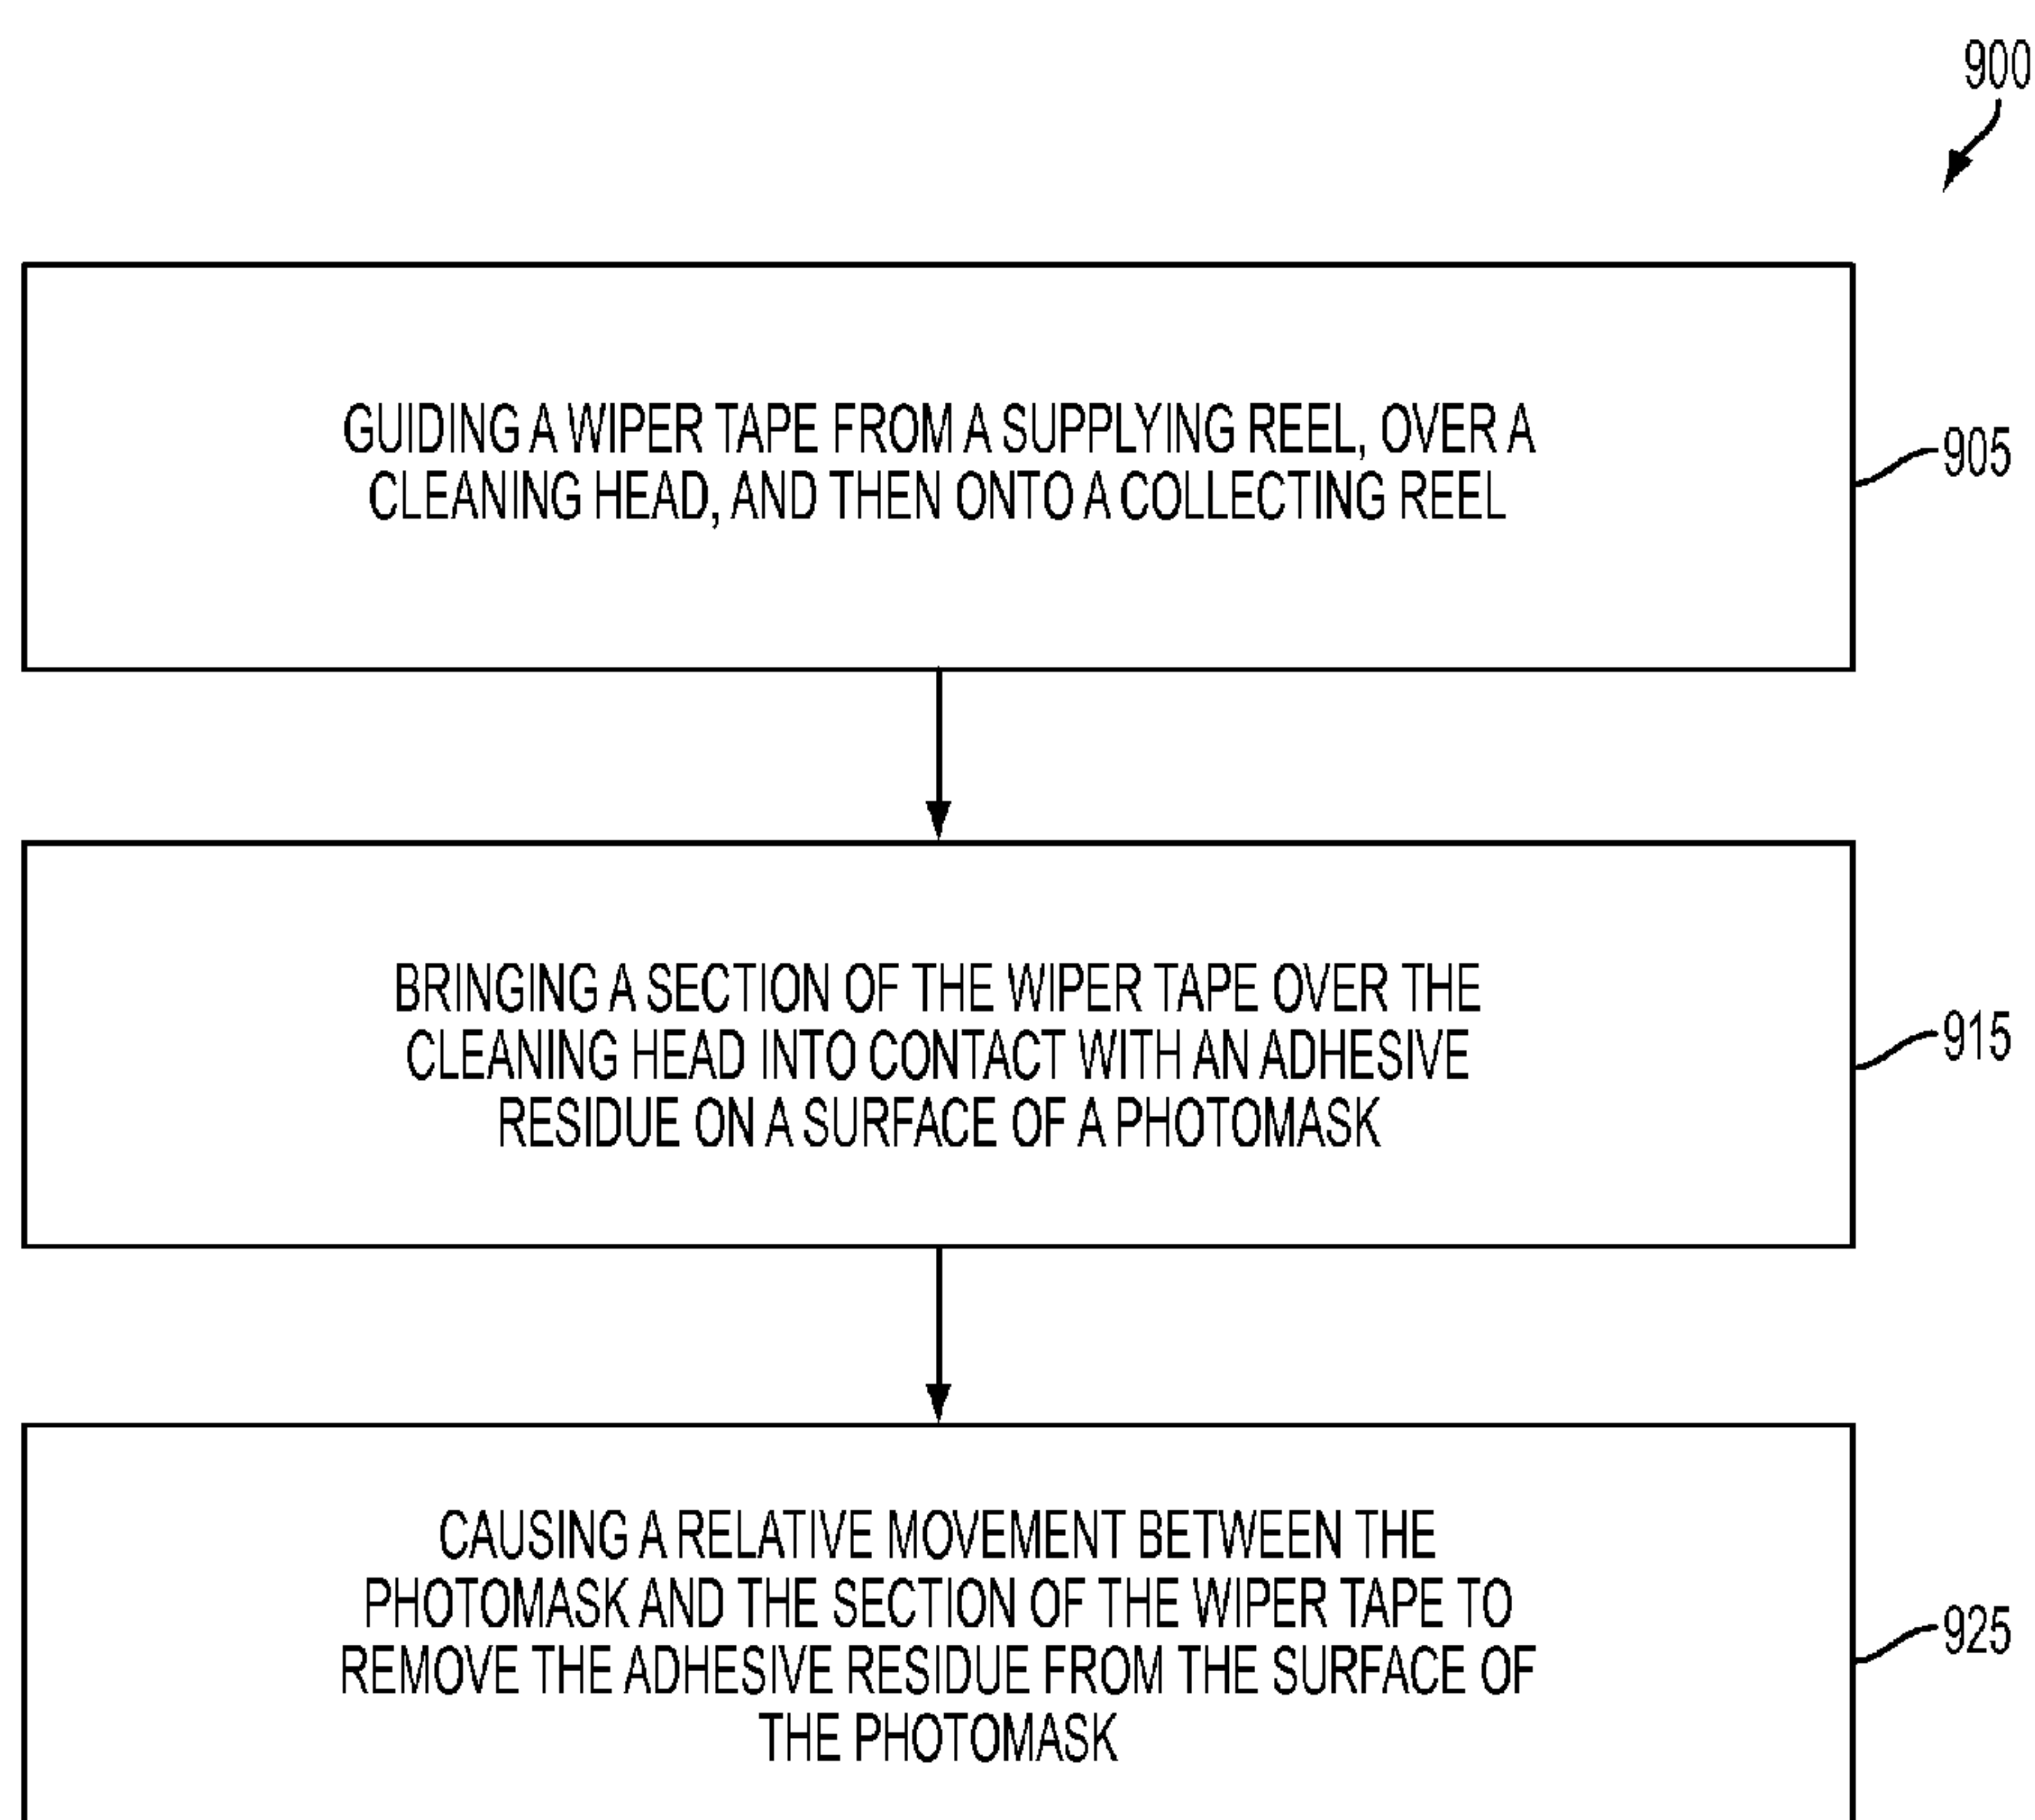 900
GUIDING A WIPER TAPE FROM A SUPPLYING REEL, OVER A
CLEANING HEAD, AND THEN ONTO A COLLECTING REEL
905
BRINGING A SECTION OF THE WIPER TAPE OVER THE
CLEANING HEAD INTO CONTACT WITH AN ADHESIVE
RESIDUE ON A SURFACE OF A PHOTOMASK
915
CAUSING A RELATIVE MOVEMENT BETWEEN THE
PHOTOMASK AND THE SECTION OF THE WIPER TAPE TO
REMOVE THE ADHESIVE RESIDUE FROM THE SURFACE OF
THE PHOTOMASK
925